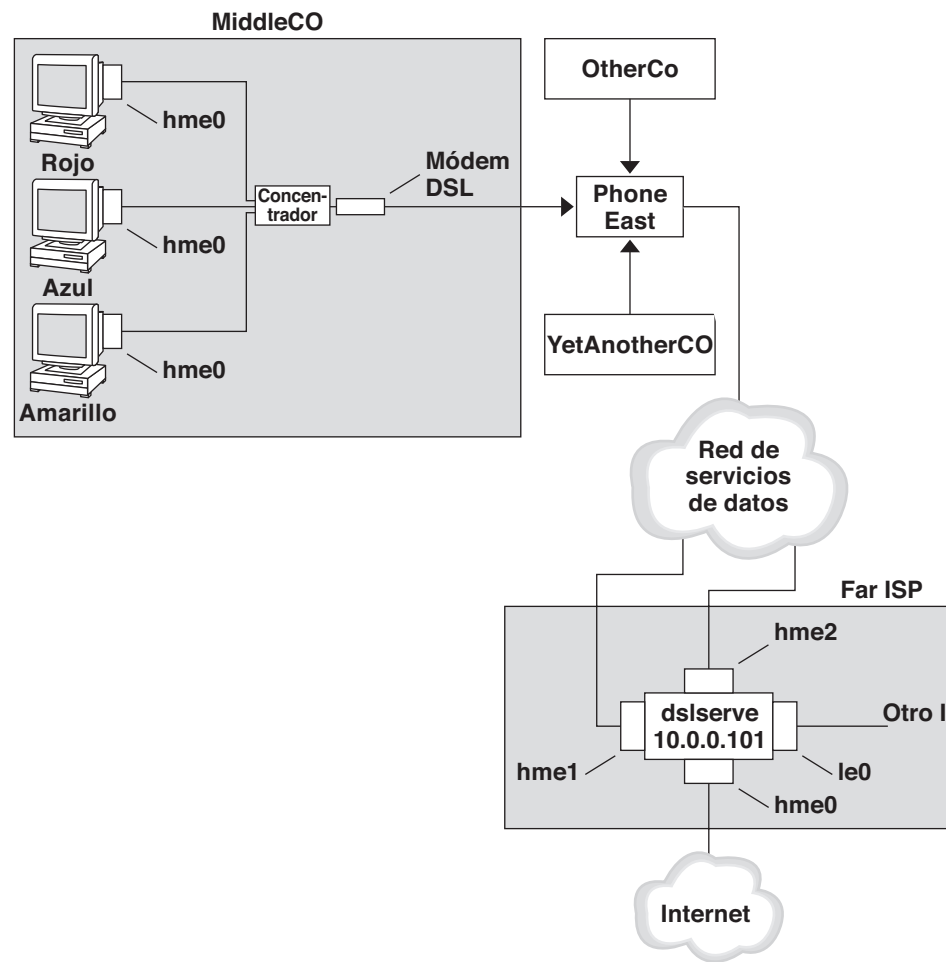 MiddleCO
hme0
Rojo
hme0
Azul
hme0
Amarillo
Concen-
trador
Módem
DSL
OtherCo
Phone
East
YetAnotherCO
Red de
servicios
de datos
Far ISP
hme2
dslserve
10.0.0.101
Otro I
hme1
le0
hme0
Internet